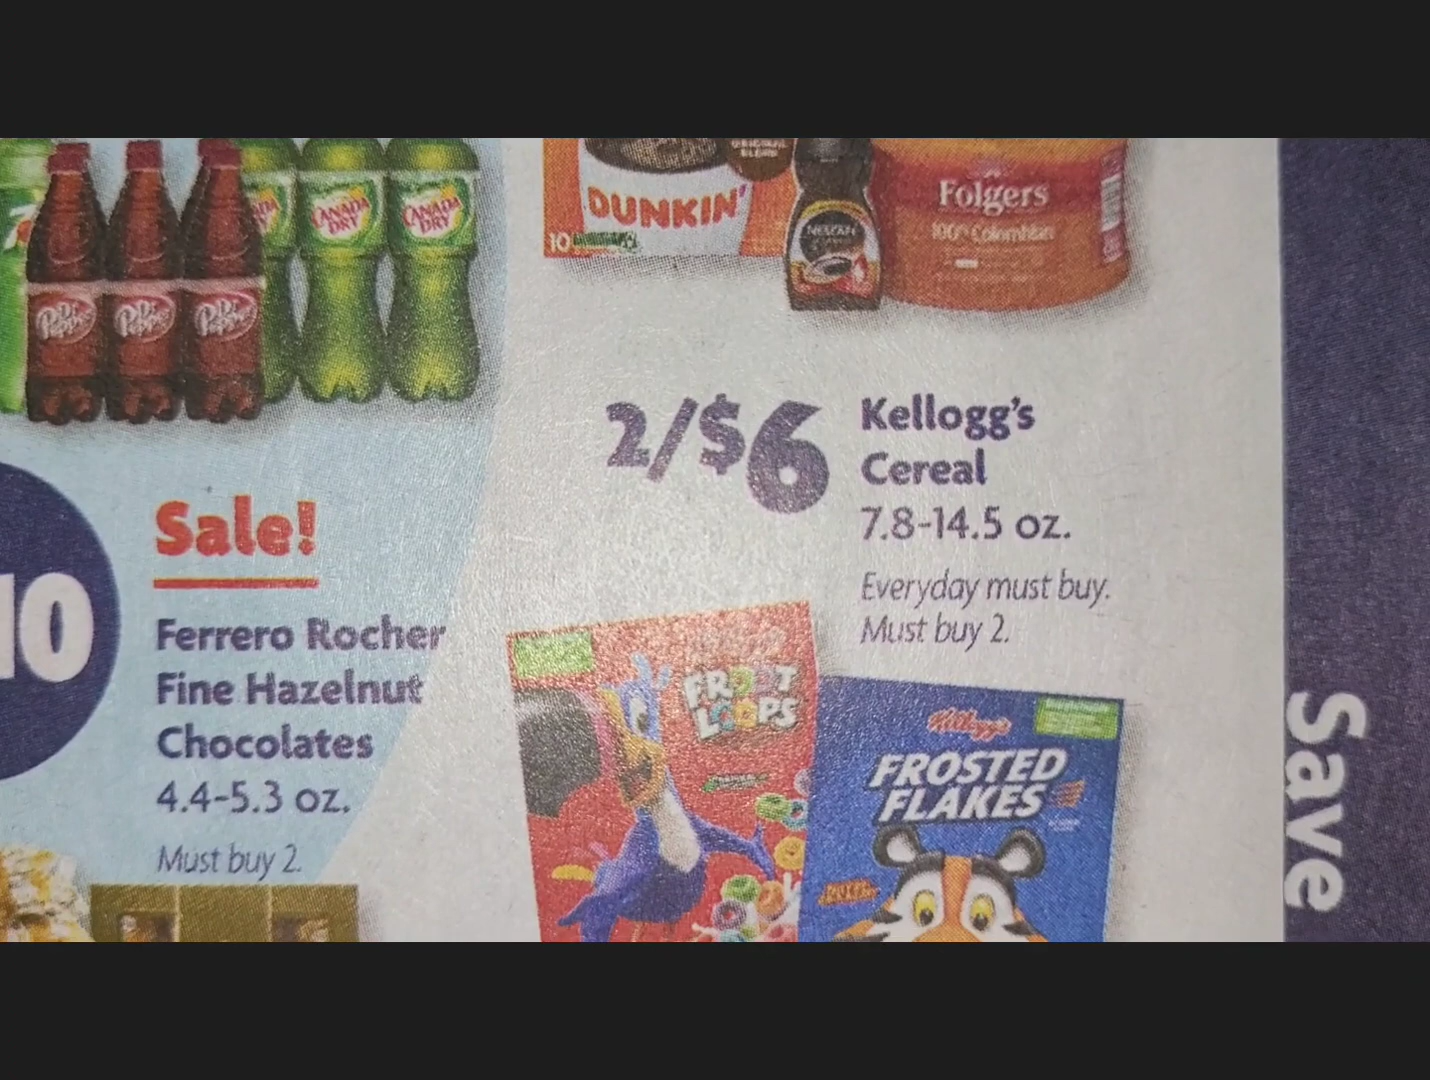 DUNKIN'
10
NESCAFÉ
Folgers
100% Colombian
CANADA
DRY
CANADA
DRY
Dr Pepper
Dr Pepper
Dr Pepper
2/$6
Kellogg's
Cereal
7.8-14.5 oz.
Everyday must buy.
Must buy 2.
10
Sale!
Ferrero Rocher
Fine Hazelnut
Chocolates
4.4-5.3 oz.
Must buy 2.
FROOT
LOOPS
Kellogg's
FROSTED
FLAKES
Save